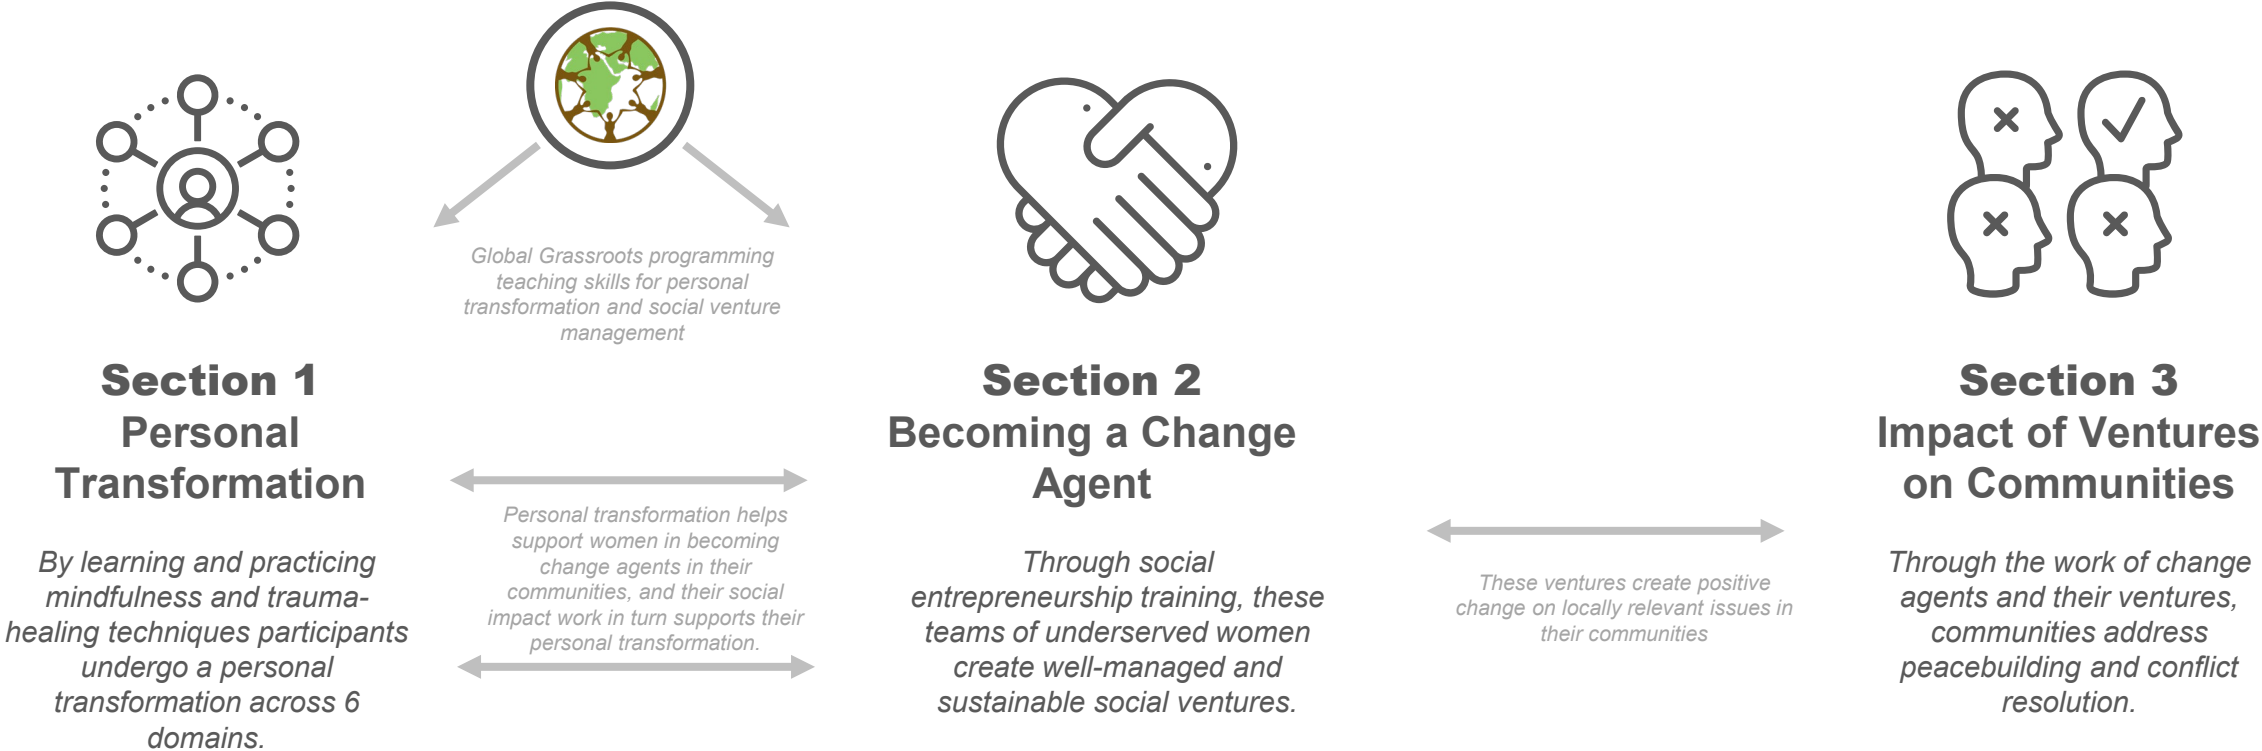 Global Grassroots programming
teaching skills for personal
transformation and social venture
management
Section 1
Personal
Transformation
By learning and practicing
mindfulness and trauma-
healing techniques participants
undergo a personal
transformation across 6
domains.
Personal transformation helps
support women in becoming
change agents in their
communities, and their social
impact work in turn supports their
personal transformation.
Section 2
Becoming a Change
Agent
Through social
entrepreneurship training, these
teams of underserved women
create well-managed and
sustainable social ventures.
These ventures create positive
change on locally relevant issues in
their communities
Section 3
Impact of Ventures
on Communities
Through the work of change
agents and their ventures,
communities address
peacebuilding and conflict
resolution.